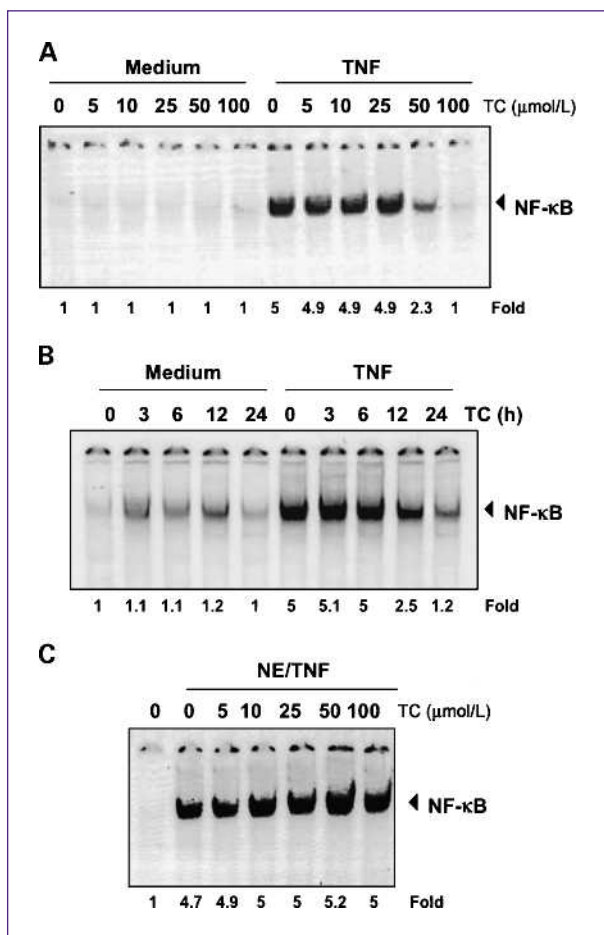 A
Medium TNF
0 5 10 25 50 100 0 5 10 25 50 100 TC (μmol/L)
NF-κB
1 1 1 1 1 1 5 4.9 4.9 4.9 2.3 1 Fold
B
Medium TNF
0 3 6 12 24 0 3 6 12 24 TC (h)
NF-κB
1 1.1 1.1 1.2 1 5 5.1 5 2.5 1.2 Fold
C
NE/TNF
0 0 5 10 25 50 100 TC (μmol/L)
NF-κB
1 4.7 4.9 5 5 5.2 5 Fold